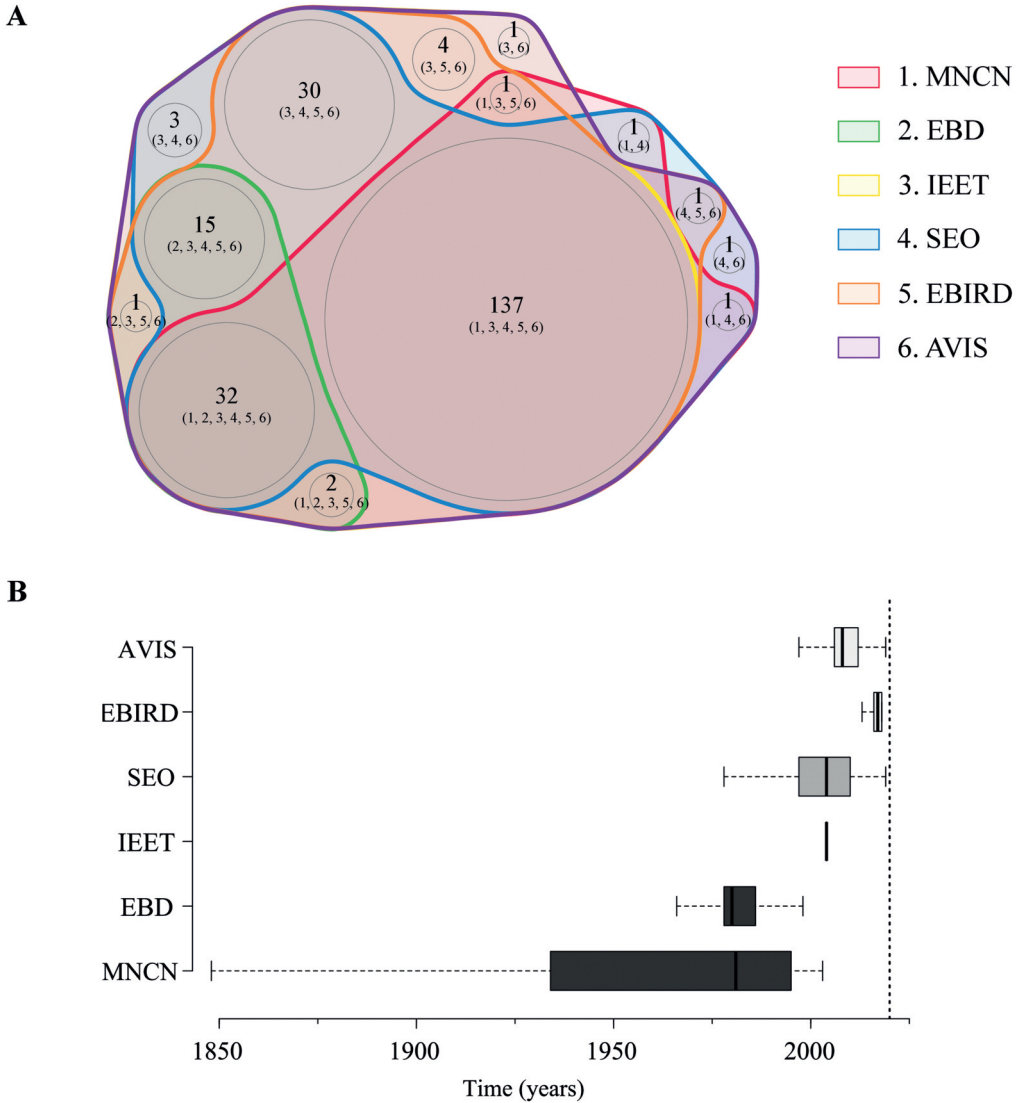 A
1
(3, 6)
4
(3, 5, 6)
30
(3, 4, 5, 6)
1
(1, 3, 5, 6)
3
(3, 4, 6)
1
(1, 4)
15
(2, 3, 4, 5, 6)
1
(4, 5, 6)
1
(4, 6)
1
(2, 3, 5, 6)
137
(1, 3, 4, 5, 6)
1
(1, 4, 6)
32
(1, 2, 3, 4, 5, 6)
2
(1, 2, 3, 5, 6)
1. MNCN
2. EBD
3. IEET
4. SEO
5. EBIRD
6. AVIS
B
AVIS
EBIRD
SEO
IEET
EBD
MNCN
1850 1900 1950 2000
Time (years)